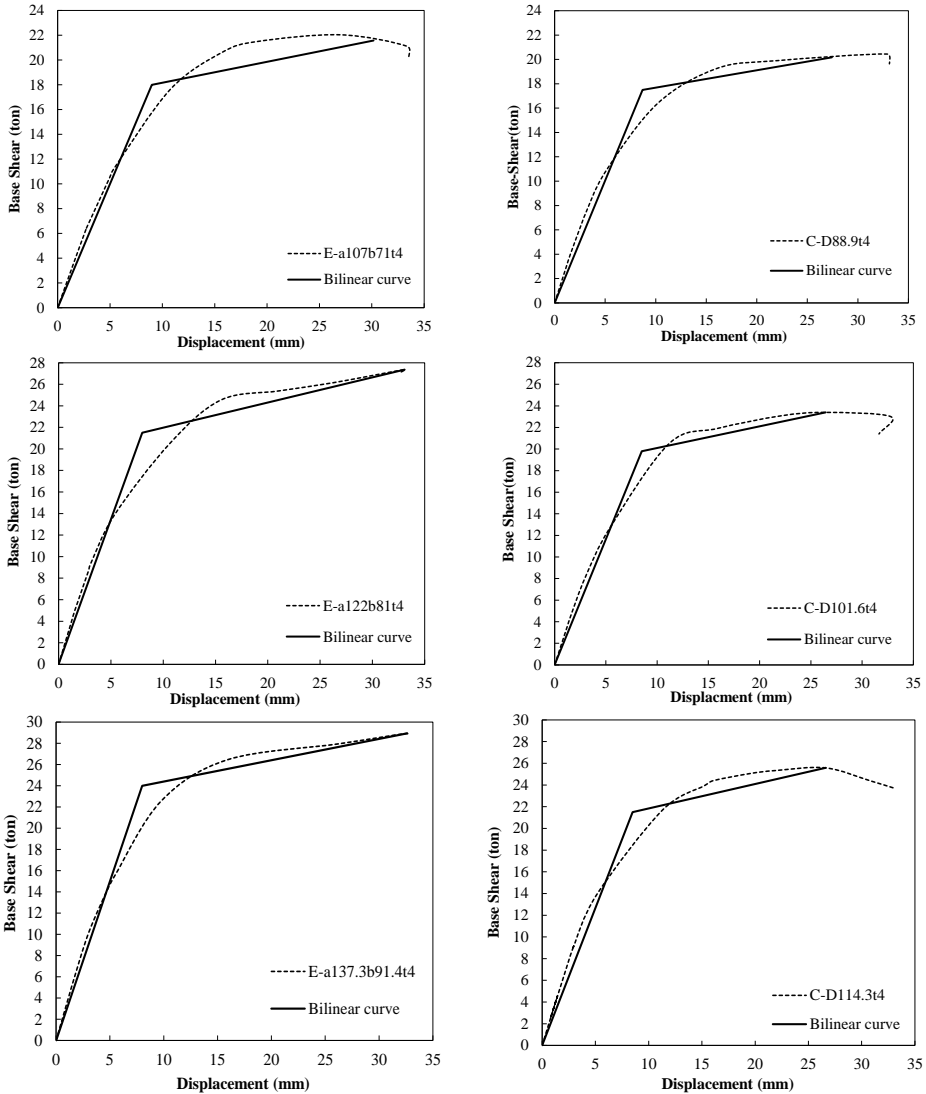 24
22
20
18
16
14
12
10
8
6
4
2
0
Base Shear (ton)
E-a107b71t4
Bilinear curve
0 5 10 15 20 25 30 35
Displacement (mm)
24
22
20
18
16
14
12
10
8
6
4
2
0
Base-Shear(ton)
C-D88.9t4
Bilinear curve
0 5 10 15 20 25 30 35
Displacement (mm)
28
26
24
22
20
18
16
14
12
10
8
6
4
2
0
Base Shear (ton)
E-a122b81t4
Bilinear curve
0 5 10 15 20 25 30 35
Displacement (mm)
28
26
24
22
20
18
16
14
12
10
8
6
4
2
0
Base Shear(ton)
C-D101.6t4
Bilinear curve
0 5 10 15 20 25 30 35
Displacement (mm)
30
28
26
24
22
20
18
16
14
12
10
8
6
4
2
0
Base Shear (ton)
E-a137.3b91.4t4
Bilinear curve
0 5 10 15 20 25 30 35
Displacement (mm)
30
28
26
24
22
20
18
16
14
12
10
8
6
4
2
0
Base Shear(ton)
C-D114.3t4
Bilinear curve
0 5 10 15 20 25 30 35
Displacement (mm)